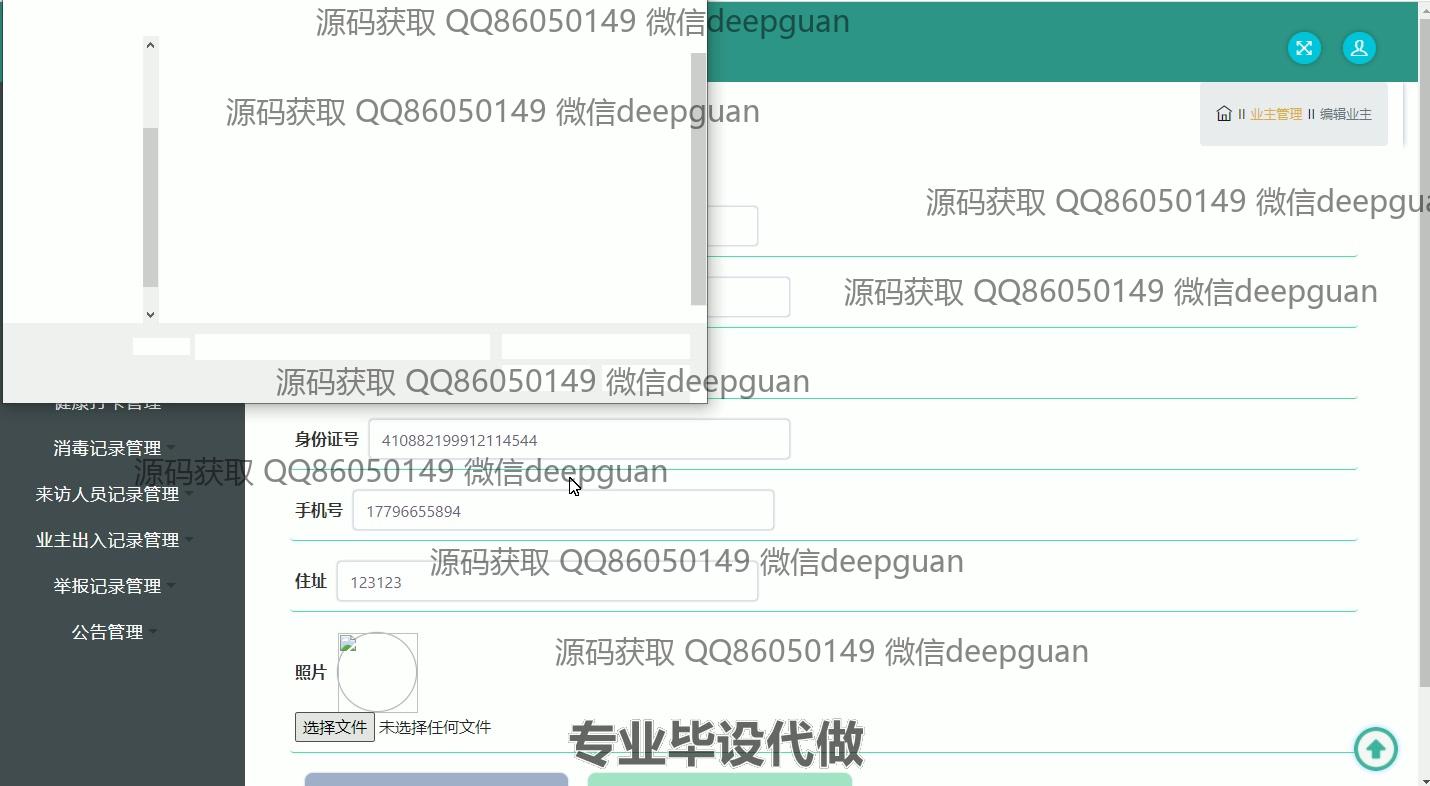 源码获取 QQ86050149 微信deepguan
源码获取 QQ86050149 微信deepguan
II 业主管理 II 编辑业主
源码获取 QQ86050149 微信deepgua
源码获取 QQ86050149 微信deepguan
源码获取 QQ86050149 微信deepguan
健康打卡管理
身份证号 410882199912114544
消毒记录管理
源码获取 QQ86050149 微信deepguan
来访人员记录管理
手机号 17796655894
业主出入记录管理
源码获取 QQ86050149 微信deepguan
住址 123123
举报记录管理
公告管理
源码获取 QQ86050149 微信deepguan
照片
选择文件 未选择任何文件
专业毕设代做